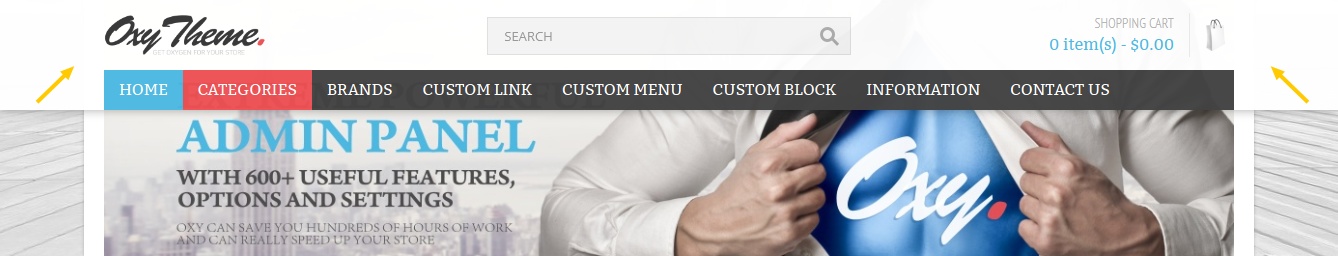 Oxy Theme.
GET OXYGEN FOR YOUR STORE
SEARCH
SHOPPING CART
0 item(s) - $0.00
HOME CATEGORIES BRANDS CUSTOM LINK CUSTOM MENU CUSTOM BLOCK INFORMATION CONTACT US
POWERFUL
ADMIN PANEL
WITH 600+ USEFUL FEATURES,
OPTIONS AND SETTINGS
OXY CAN SAVE YOU HUNDREDS OF HOURS OF WORK
AND CAN REALLY SPEED UP YOUR STORE
Oxy.